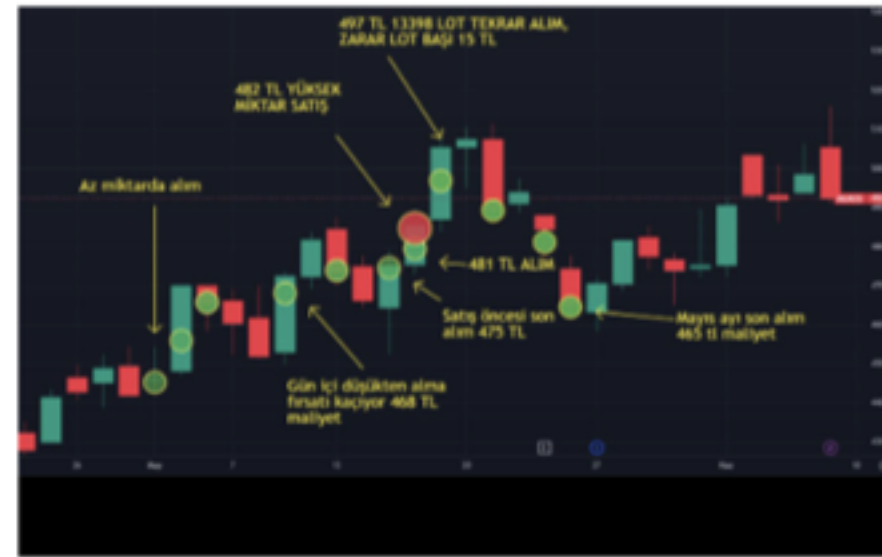 497 TL 13398 LOT TEKRAR ALIM,
ZARAR LOT BAŞI 15 TL
482 TL YÜKSEK
MİKTAR SATIŞ
Az miktarda alım
481 TL ALIM
Satış öncesi son
alım 475 TL
Mayıs ayı son alım
465 tl maliyet
Gün içi düşükten alma
fırsatı kaçıyor 468 TL
maliyet